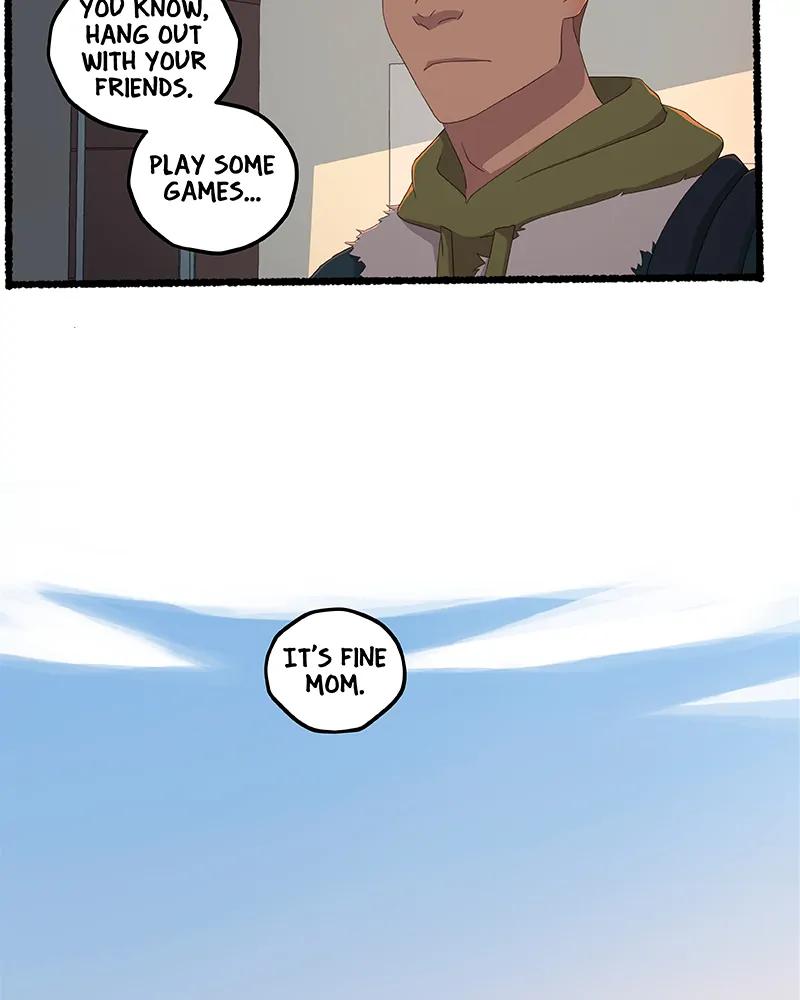 YOU KNOW,
HANG OUT
WITH YOUR
FRIENDS.
PLAY SOME
GAMES...
IT'S FINE
MOM.